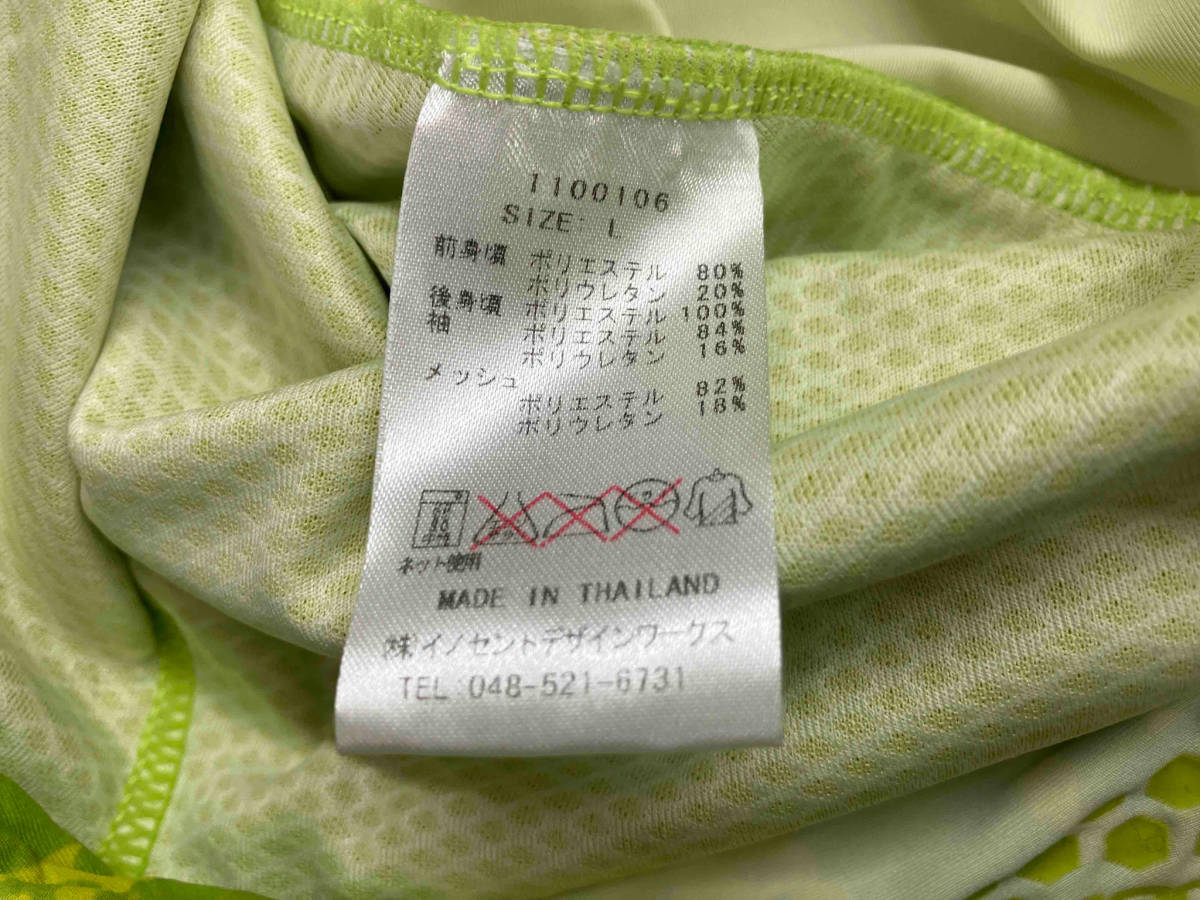 1100106
SIZE: L
前身頃 ポリエステル 80%
ポリウレタン 20%
後身頃 ポリエステル 100%
袖 ポリエステル 84%
ポリウレタン 16%
メッシュ
ポリエステル 82%
ポリウレタン 18%
ネット使用
MADE IN THAILAND
㈱イノセントデザインワークス
TEL:048-521-6731